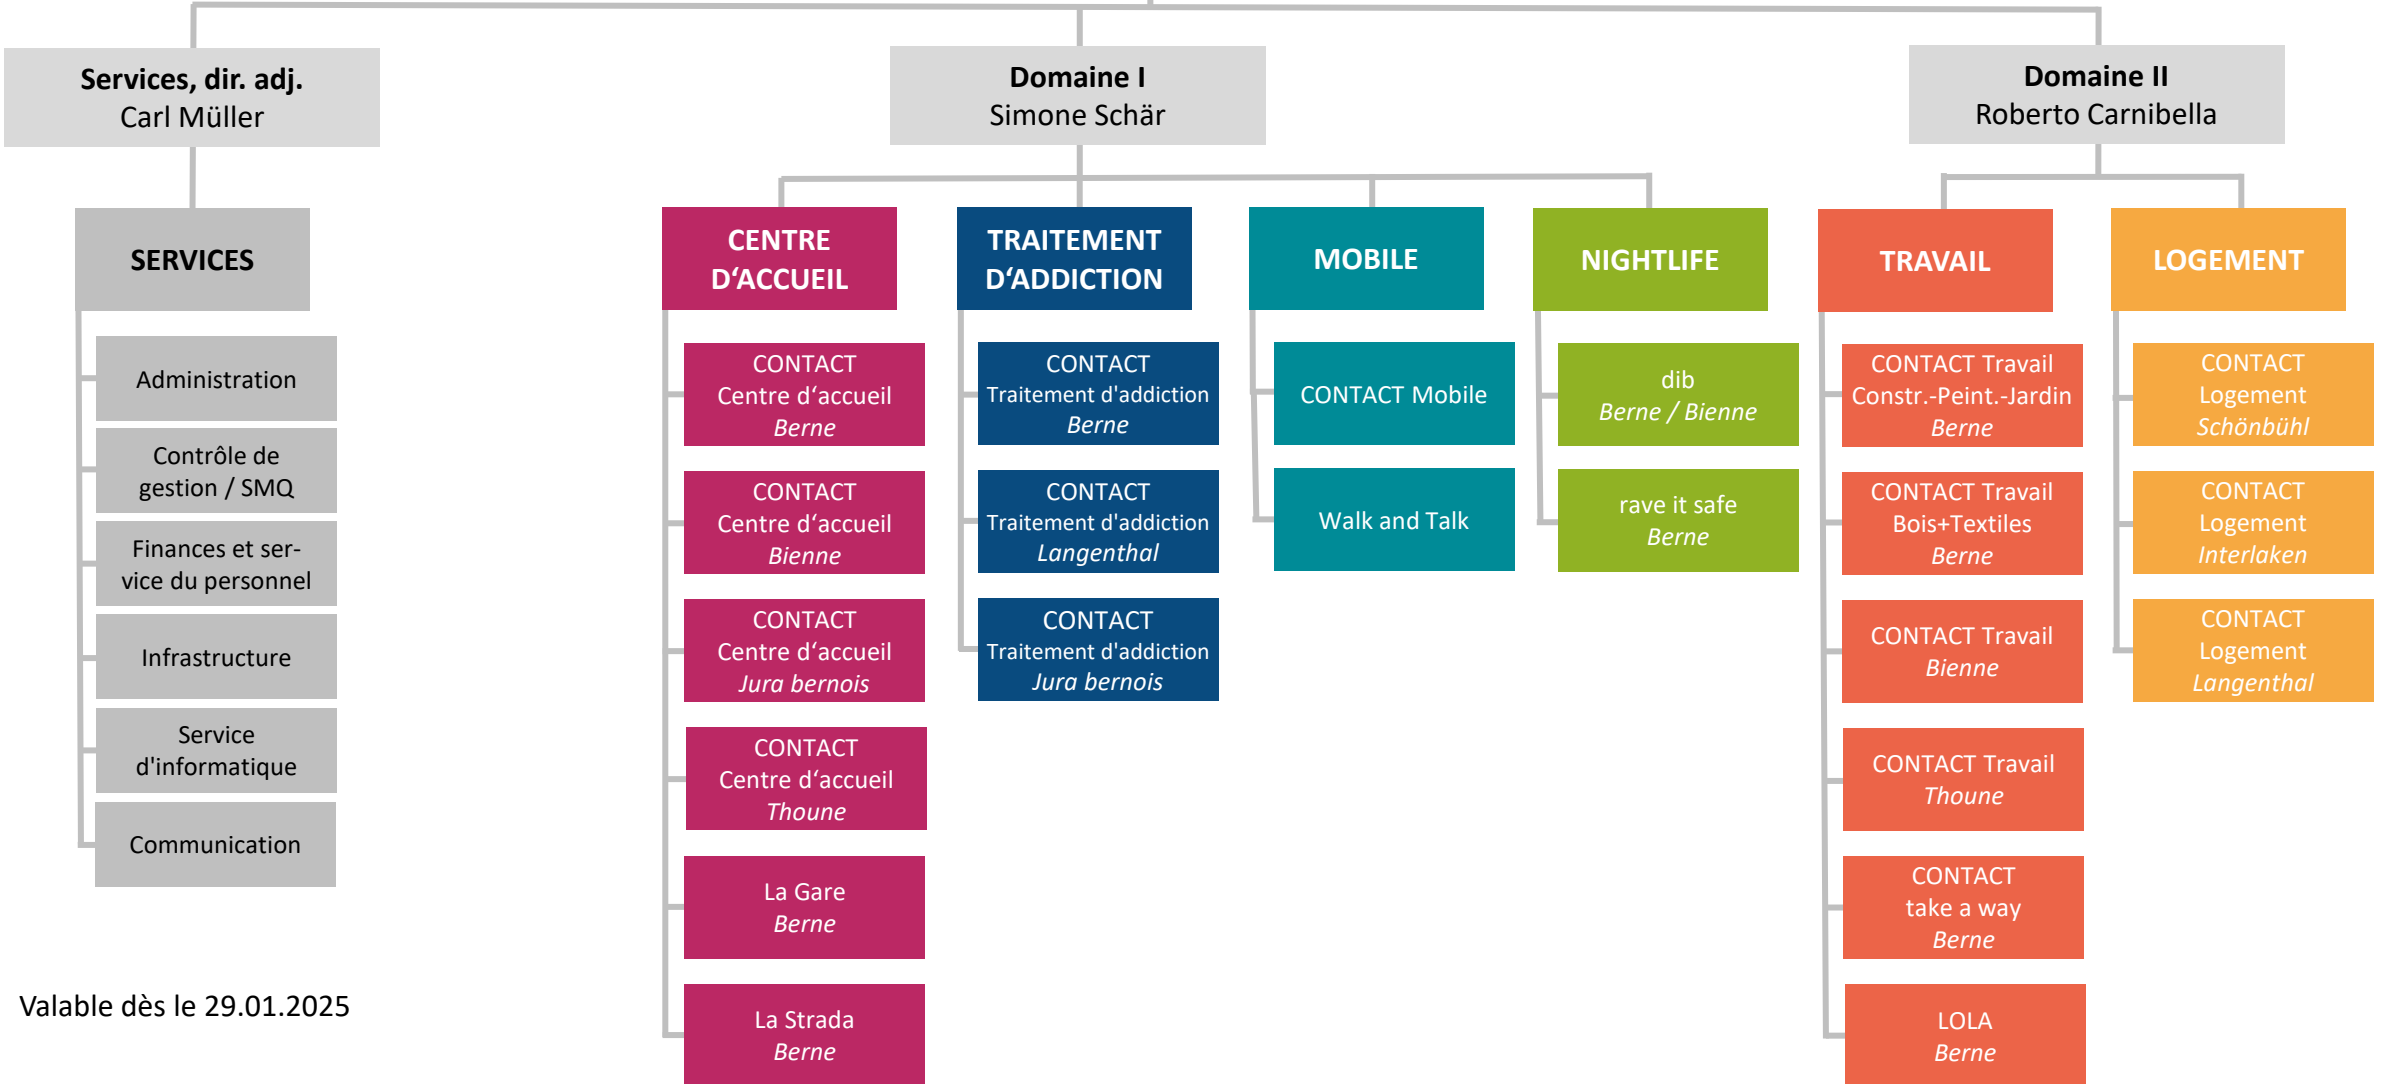 Services, dir. adj.
Carl Müller
Domaine I
Simone Schär
Domaine II
Roberto Carnibella
SERVICES
Administration
Contrôle de
gestion / SMQ
Finances et ser-
vice du personnel
Infrastructure
Service
d'informatique
Communication
CENTRE
D‘ACCUEIL
CONTACT
Centre d‘accueil
Berne
CONTACT
Centre d‘accueil
Bienne
CONTACT
Centre d‘accueil
Jura bernois
CONTACT
Centre d‘accueil
Thoune
La Gare
Berne
La Strada
Berne
TRAITEMENT
D‘ADDICTION
CONTACT
Traitement d'addiction
Berne
CONTACT
Traitement d'addiction
Langenthal
CONTACT
Traitement d'addiction
Jura bernois
MOBILE
CONTACT Mobile
Walk and Talk
NIGHTLIFE
dib
Berne / Bienne
rave it safe
Berne
TRAVAIL
CONTACT Travail
Constr.-Peint.-Jardin
Berne
CONTACT Travail
Bois+Textiles
Berne
CONTACT Travail
Bienne
CONTACT Travail
Thoune
CONTACT
take a way
Berne
LOLA
Berne
LOGEMENT
CONTACT
Logement
Schönbühl
CONTACT
Logement
Interlaken
CONTACT
Logement
Langenthal
Valable dès le 29.01.2025